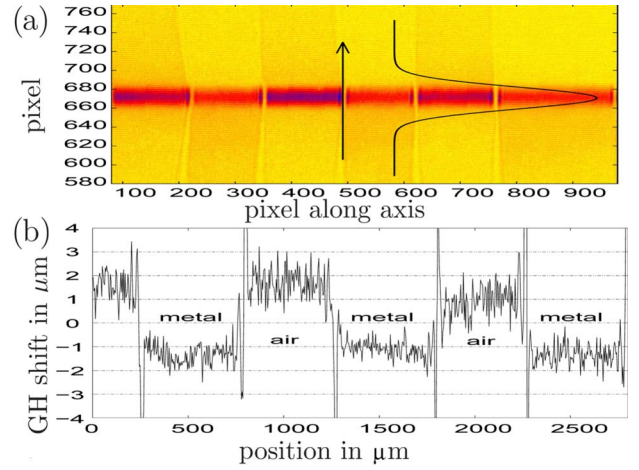 (a)
760
740
720
700
680
660
640
620
600
580
pixel
100 200 300 400 500 600 700 800 900
pixel along axis
(b)
4
3
2
1
0
-1
-2
-3
-4
GH shift in μm
metal metal metal
air air
0 500 1000 1500 2000 2500
position in μm